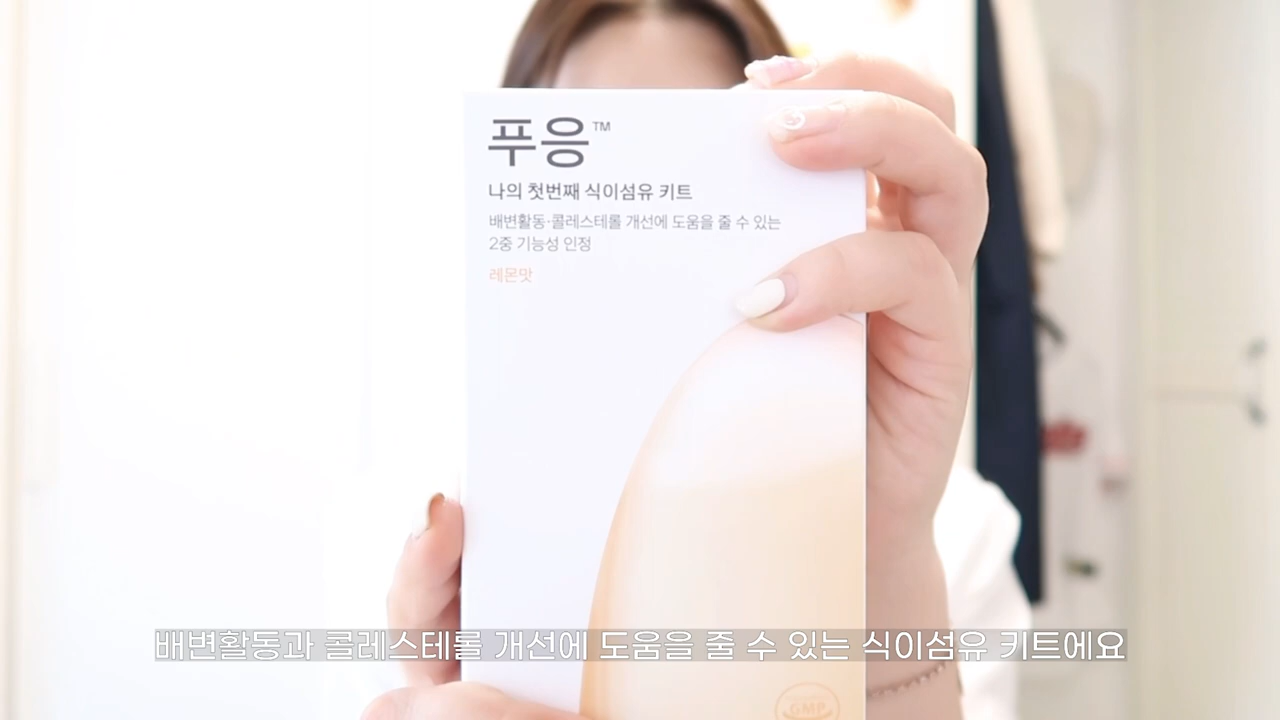 푸응™
나의 첫번째 식이섬유 키트
배변활동·콜레스테롤 개선에 도움을 줄 수 있는
2중 기능성 인정
레몬맛
배변활동과 콜레스테롤 개선에 도움을 줄 수 있는 식이섬유 키트에요
GMP